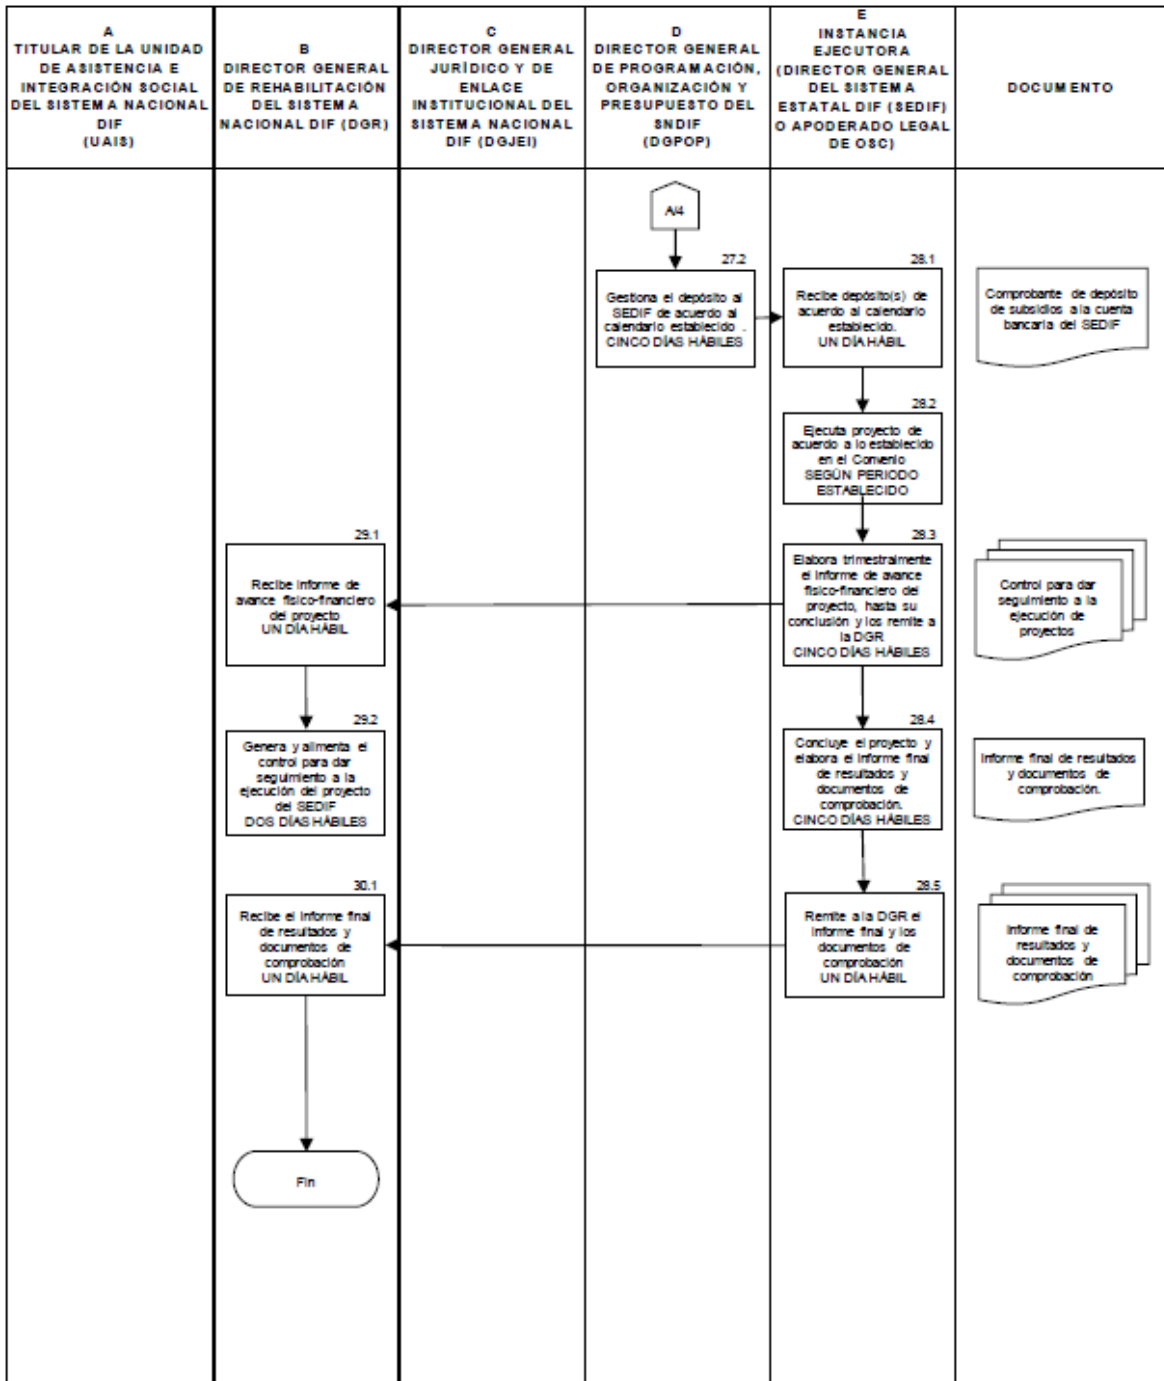 A
TITULAR DE LA UNIDAD
DE ASISTENCIA E
INTEGRACIÓN SOCIAL
DEL SISTEMA NACIONAL
DIF
(UAIS)
B
DIRECTOR GENERAL
DE REHABILITACIÓN
DEL SISTEMA
NACIONAL DIF (DGR)
C
DIRECTOR GENERAL
JURÍDICO Y DE
ENLACE
INSTITUCIONAL DEL
SISTEMA NACIONAL
DIF (DGJEI)
D
DIRECTOR GENERAL
DE PROGRAMACIÓN,
ORGANIZACIÓN Y
PRESUPUESTO DEL
SNDIF
(DGPOP)
E
INSTANCIA
EJECUTORA
(DIRECTOR GENERAL
DEL SISTEMA
ESTATAL DIF (SEDIF)
O APODERADO LEGAL
DE OSC)
DOCUMENTO
A/4
27.2
Gestiona el depósito al
SEDIF de acuerdo al
calendario establecido .
CINCO DÍAS HÁBILES
28.1
Recibe depósito(s) de
acuerdo al calendario
establecido.
UN DÍA HÁBIL
Comprobante de depósito
de subsidios a la cuenta
bancaria del SEDIF
28.2
Ejecuta proyecto de
acuerdo a lo establecido
en el Convenio
SEGÚN PERIODO
ESTABLECIDO
29.1
Recibe informe de
avance físico-financiero
del proyecto
UN DÍA HÁBIL
28.3
Elabora trimestralmente
el informe de avance
físico-financiero del
proyecto, hasta su
conclusión y los remite a
la DGR
CINCO DÍAS HÁBILES
Control para dar
seguimiento a la
ejecución de
proyectos
29.2
Genera y alimenta el
control para dar
seguimiento a la
ejecución del proyecto
del SEDIF
DOS DÍAS HÁBILES
28.4
Concluye el proyecto y
elabora el informe final
de resultados y
documentos de
comprobación.
CINCO DÍAS HÁBILES
Informe final de resultados
y documentos de
comprobación.
30.1
Recibe el informe final
de resultados y
documentos de
comprobación
UN DÍA HÁBIL
28.5
Remite a la DGR el
informe final y los
documentos de
comprobación
UN DÍA HÁBIL
Informe final de
resultados y
documentos de
comprobación
Fin